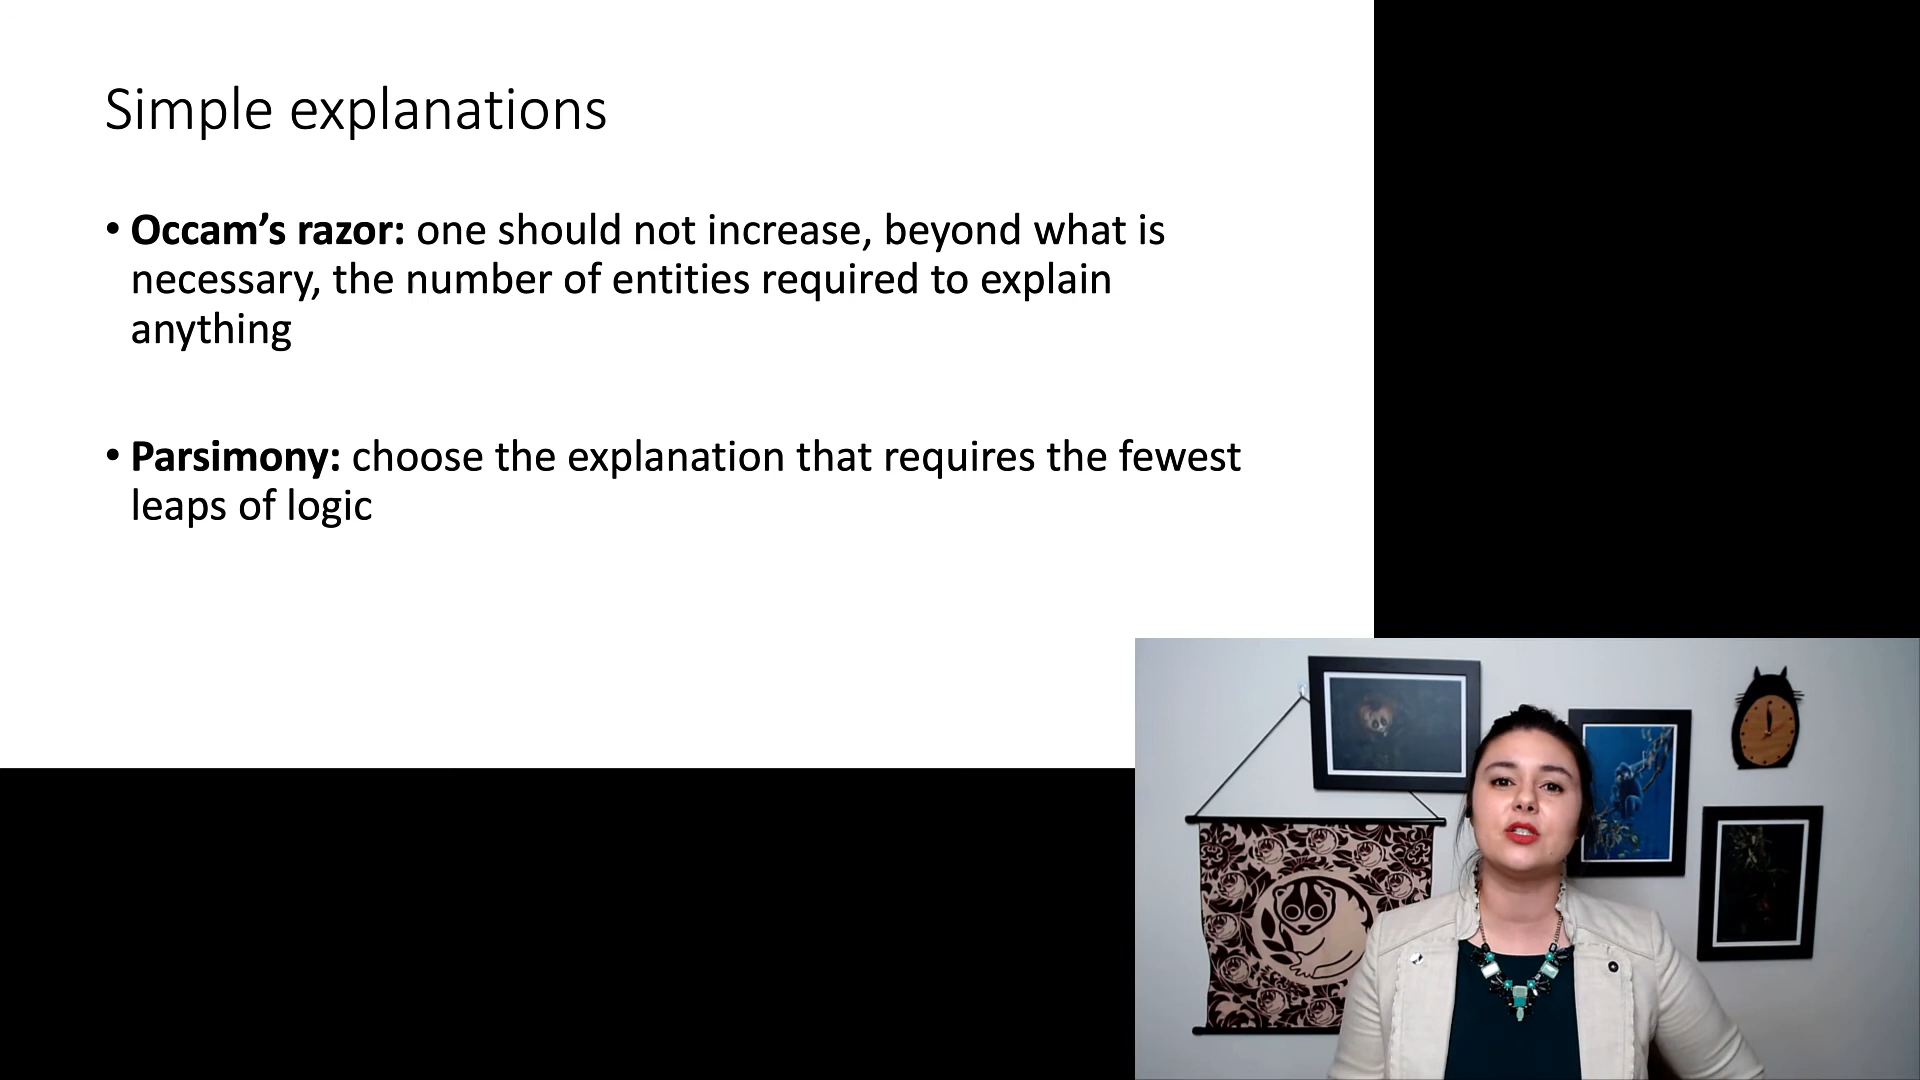 Simple explanations
• Occam’s razor: one should not increase, beyond what is
necessary, the number of entities required to explain
anything
• Parsimony: choose the explanation that requires the fewest
leaps of logic